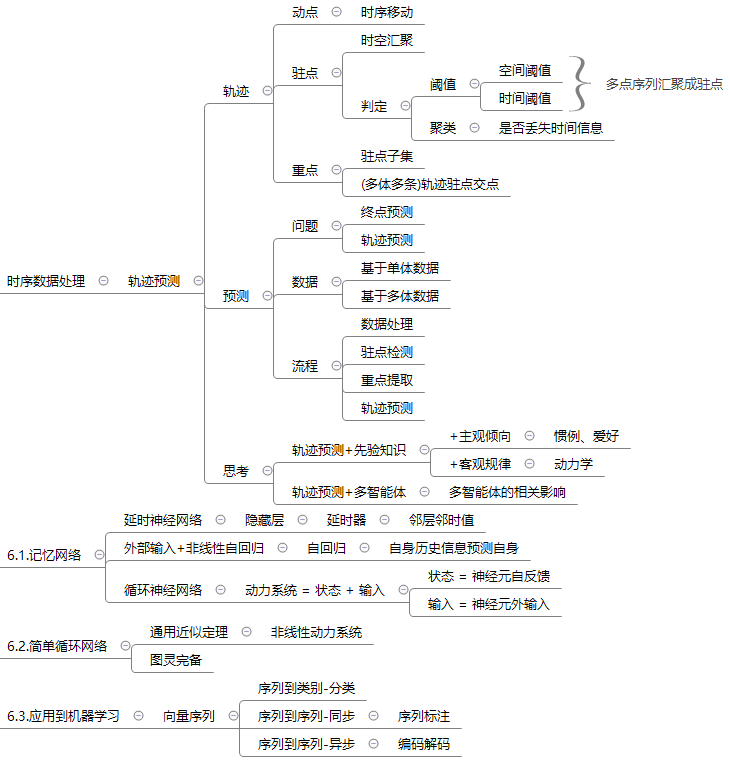 时序数据处理
轨迹预测
轨迹
动点
时序移动
驻点
时空汇聚
判定
阈值
空间阈值
时间阈值
多点序列汇聚成驻点
聚类
是否丢失时间信息
重点
驻点子集
(多体多条)轨迹驻点交点
预测
问题
终点预测
轨迹预测
数据
基于单体数据
基于多体数据
流程
数据处理
驻点检测
重点提取
轨迹预测
思考
轨迹预测+先验知识
+主观倾向
惯例、爱好
+客观规律
动力学
轨迹预测+多智能体
多智能体的相关影响
6.1.记忆网络
延时神经网络
隐藏层
延时器
邻层邻时值
外部输入+非线性自回归
自回归
自身历史信息预测自身
循环神经网络
动力系统 = 状态 + 输入
状态 = 神经元自反馈
输入 = 神经元外输入
6.2.简单循环网络
通用近似定理
非线性动力系统
图灵完备
6.3.应用到机器学习
向量序列
序列到类别-分类
序列到序列-同步
序列标注
序列到序列-异步
编码解码